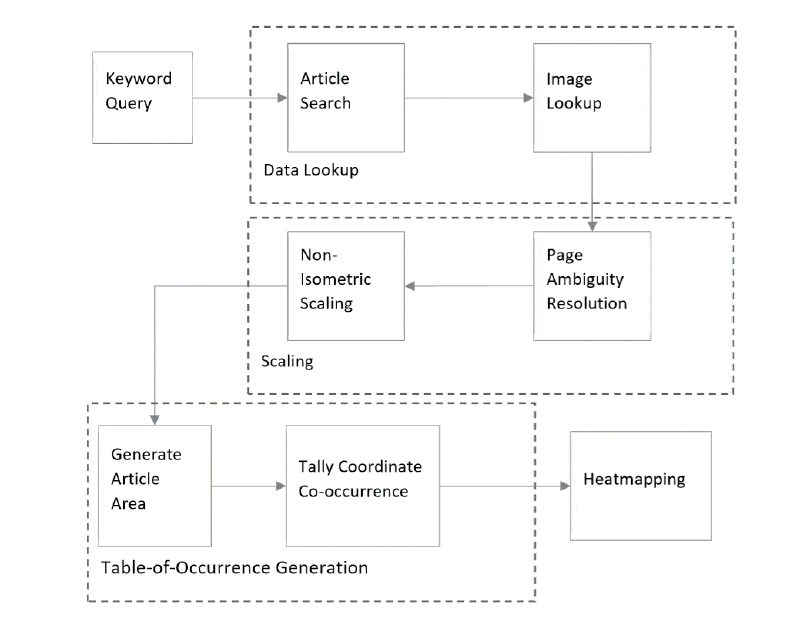 Keyword
Query
Article
Search
Image
Lookup
Data Lookup
Non-
Isometric
Scaling
Page
Ambiguity
Resolution
Scaling
Generate
Article
Area
Tally Coordinate
Co-occurrence
Heatmapping
Table-of-Occurrence Generation